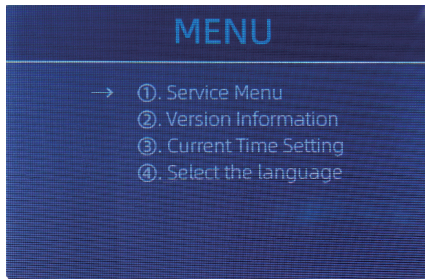 MENU
→ ①. Service Menu
②. Version Information
③. Current Time Setting
④. Select the language